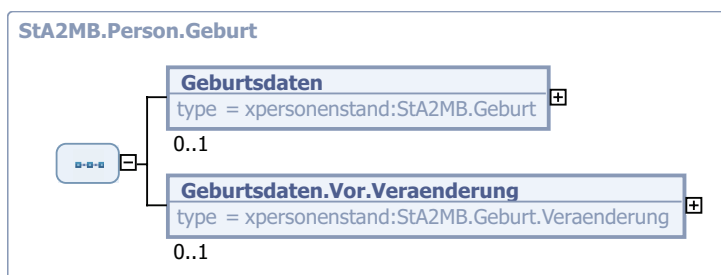 StA2MB.Person.Geburt
Geburtsdaten
type = xpersonenstand:StA2MB.Geburt
0..1
Geburtsdaten.Vor.Veraenderung
type = xpersonenstand:StA2MB.Geburt.Veraenderung
0..1